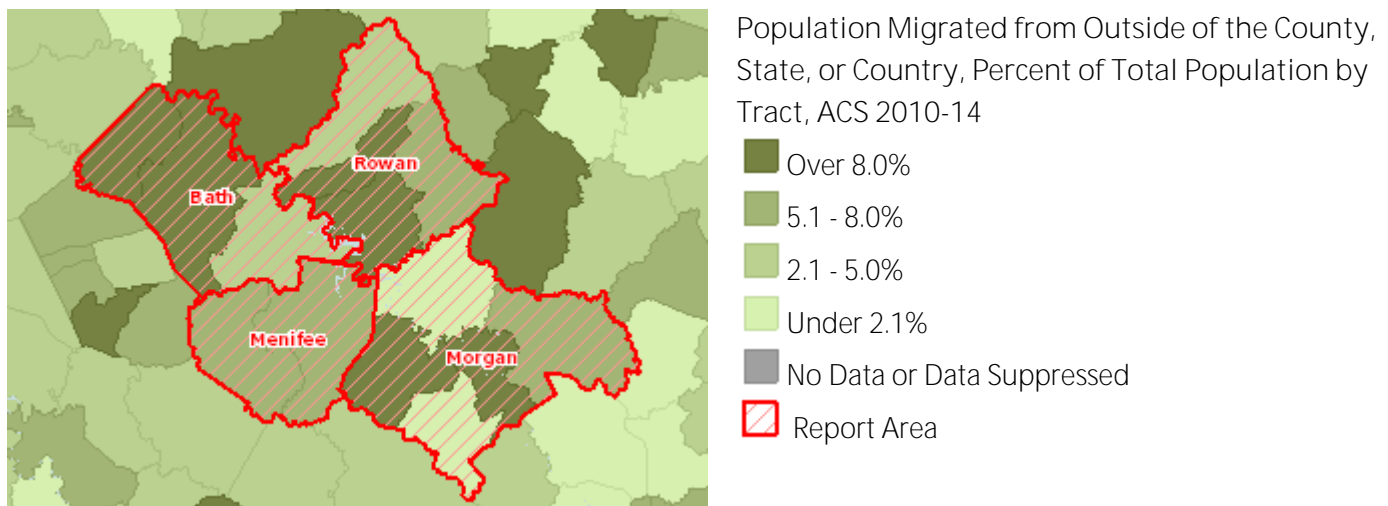 Population Migrated from Outside of the County,
State, or Country, Percent of Total Population by
Tract, ACS 2010-14
Over 8.0%
5.1 - 8.0%
2.1 - 5.0%
Under 2.1%
No Data or Data Suppressed
Report Area
Rowan
Bath
Menifee
Morgan